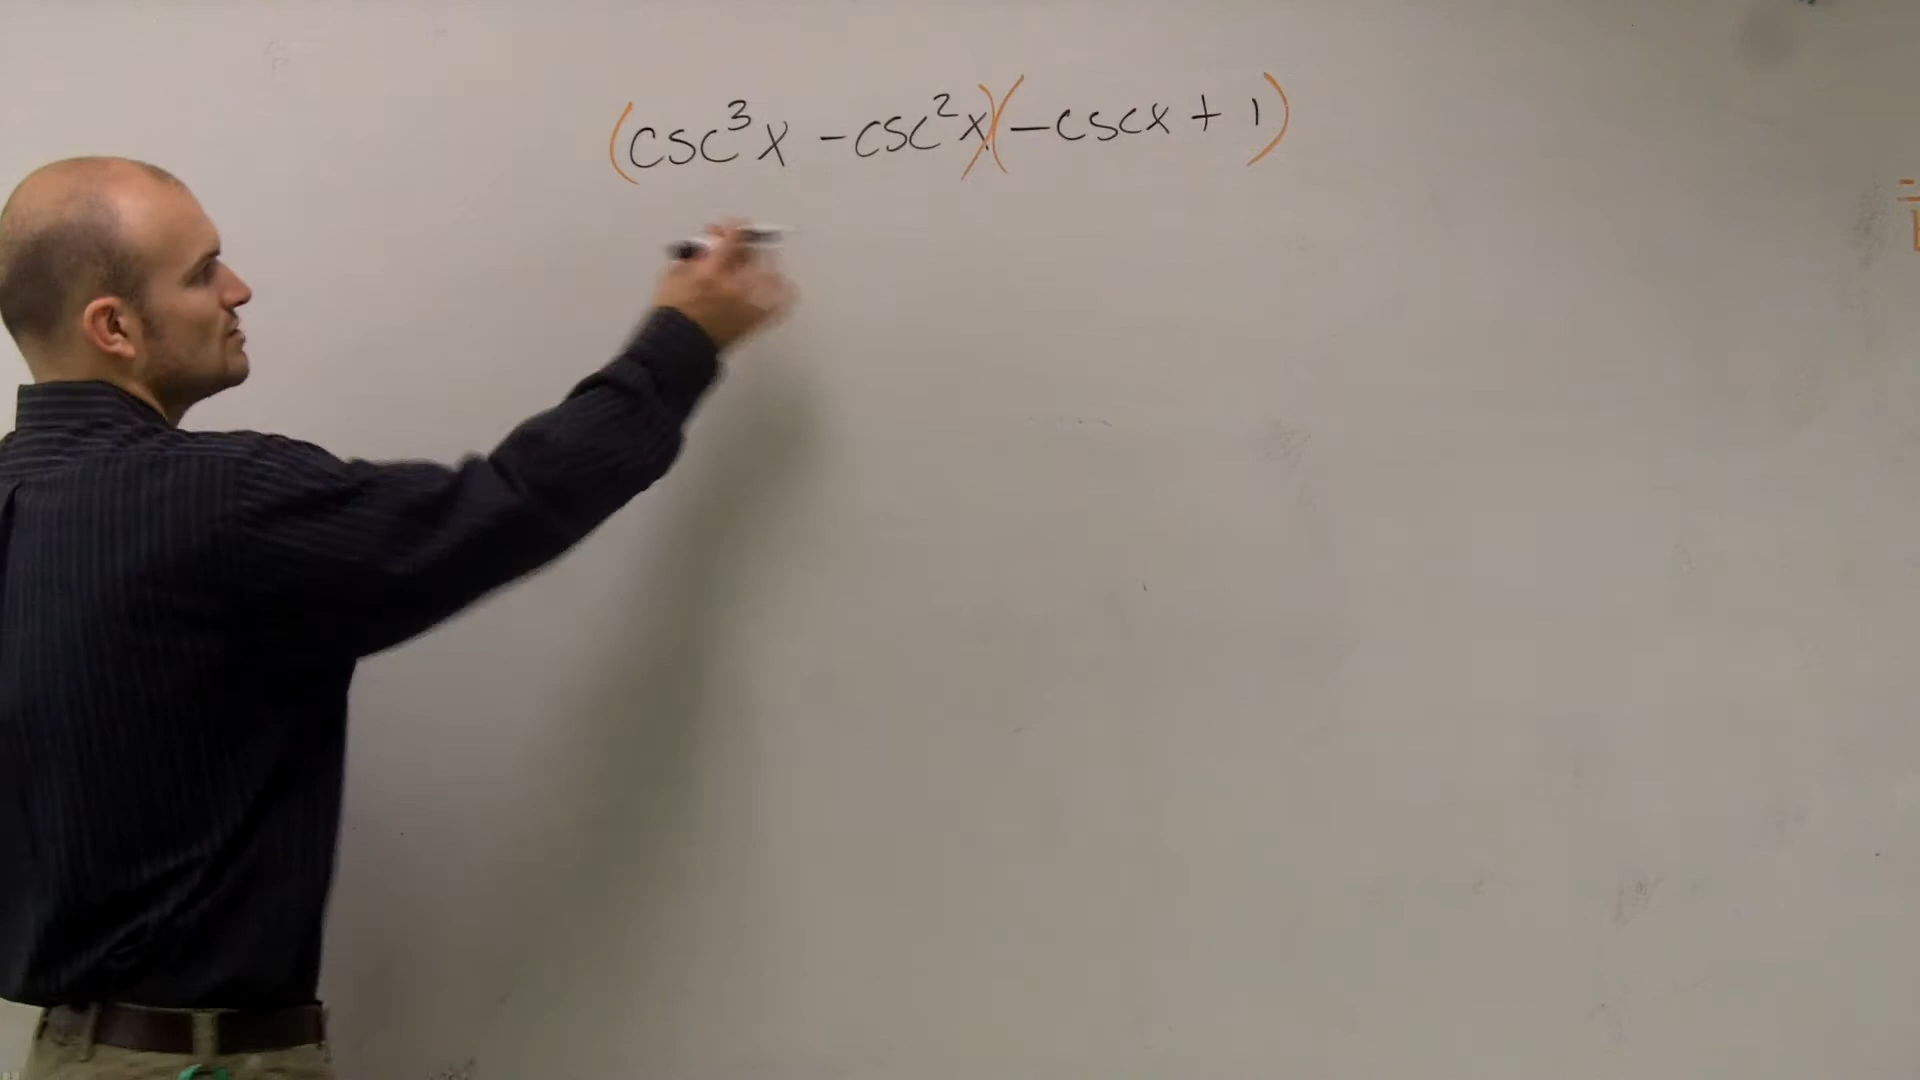 (csc³x - csc²x)(-cscx + 1)